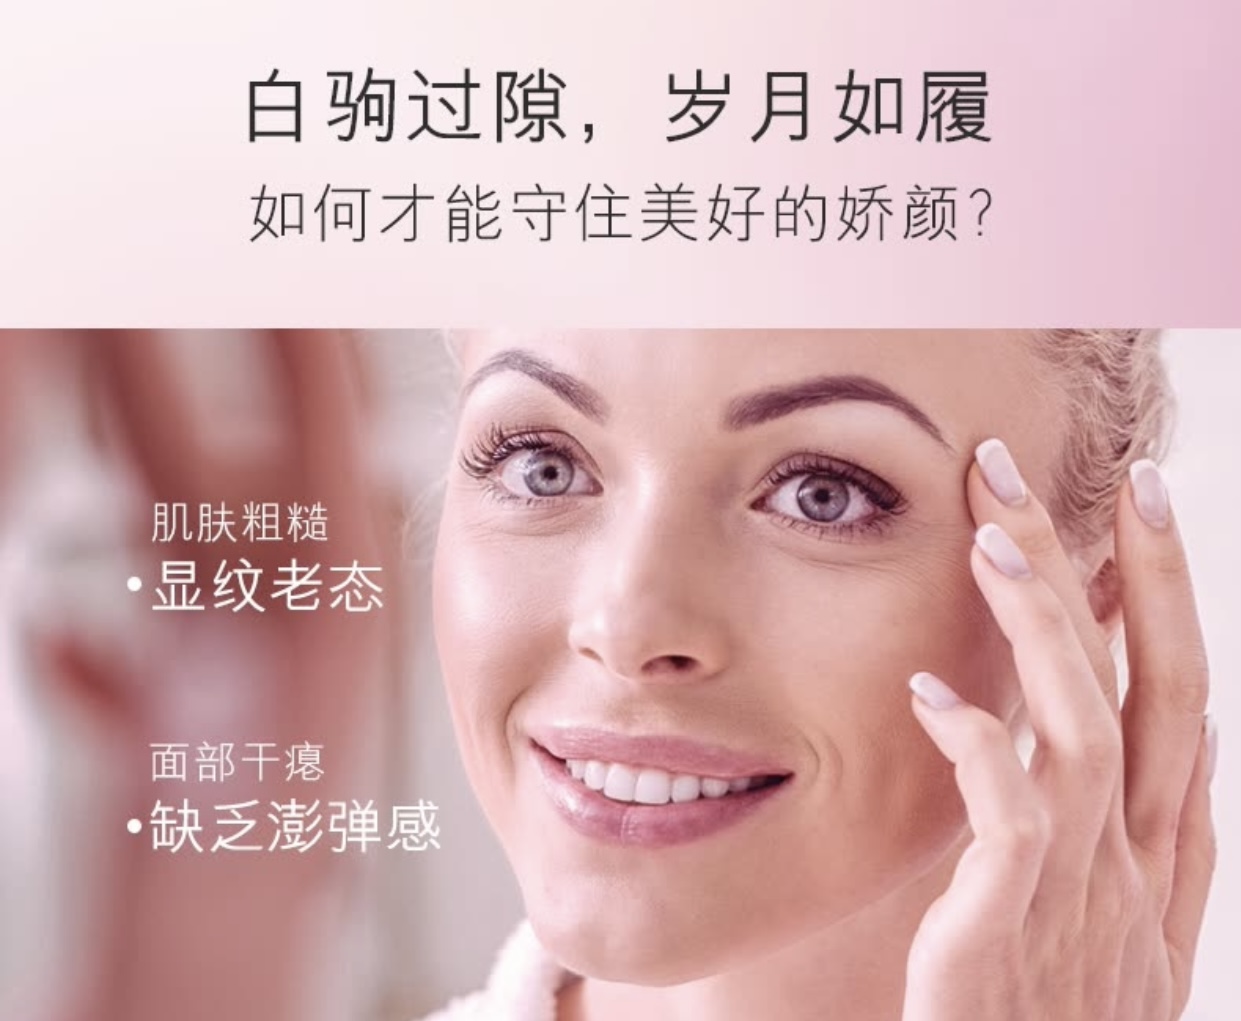 白驹过隙，岁月如履
如何才能守住美好的娇颜？
肌肤粗糙
•显纹老态
面部干瘪
•缺乏澎弹感